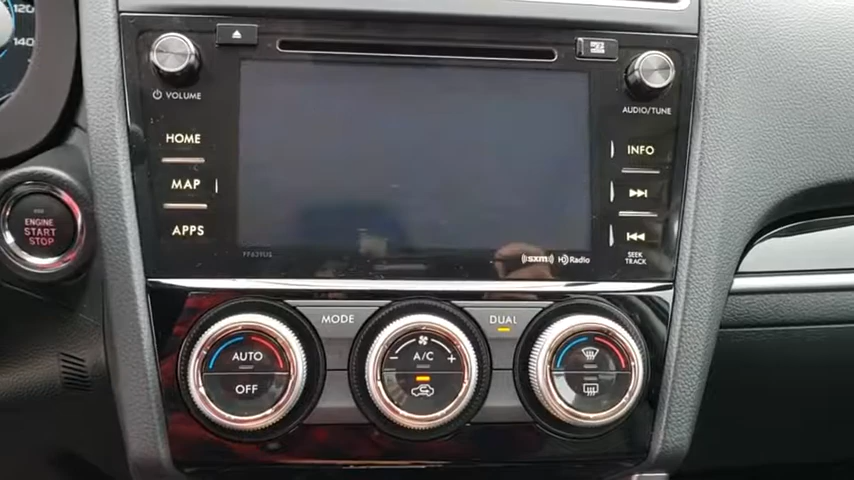 120
140
VOLUME
AUDIO/TUNE
HOME
INFO
MAP
APPS
SEEK
TRACK
ENGINE
START
STOP
((SXM))
HD Radio
MODE
DUAL
AUTO
OFF
- A/C +